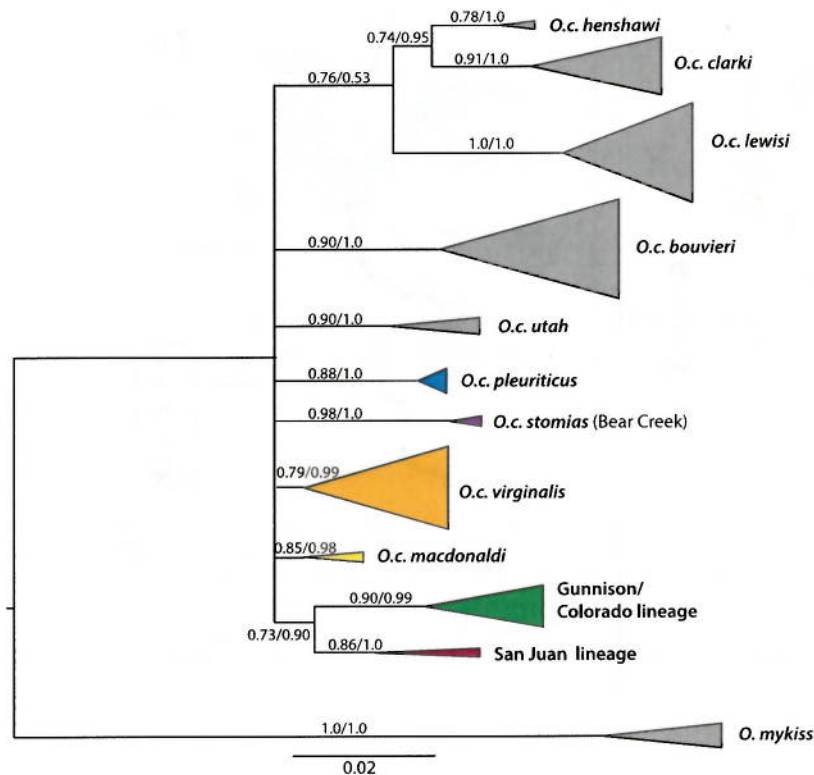 0.78/1.0
O.c. henshawi
0.74/0.95
0.91/1.0
O.c. clarki
0.76/0.53
1.0/1.0
O.c. lewisi
0.90/1.0
O.c. bouvieri
0.90/1.0
O.c. utah
0.88/1.0
O.c. pleuriticus
0.98/1.0
O.c. stomias (Bear Creek)
0.79/0.99
O.c. virginalis
0.85/0.98
O.c. macdonaldi
0.90/0.99
Gunnison/
Colorado lineage
0.73/0.90
0.86/1.0
San Juan lineage
1.0/1.0
O. mykiss
0.02